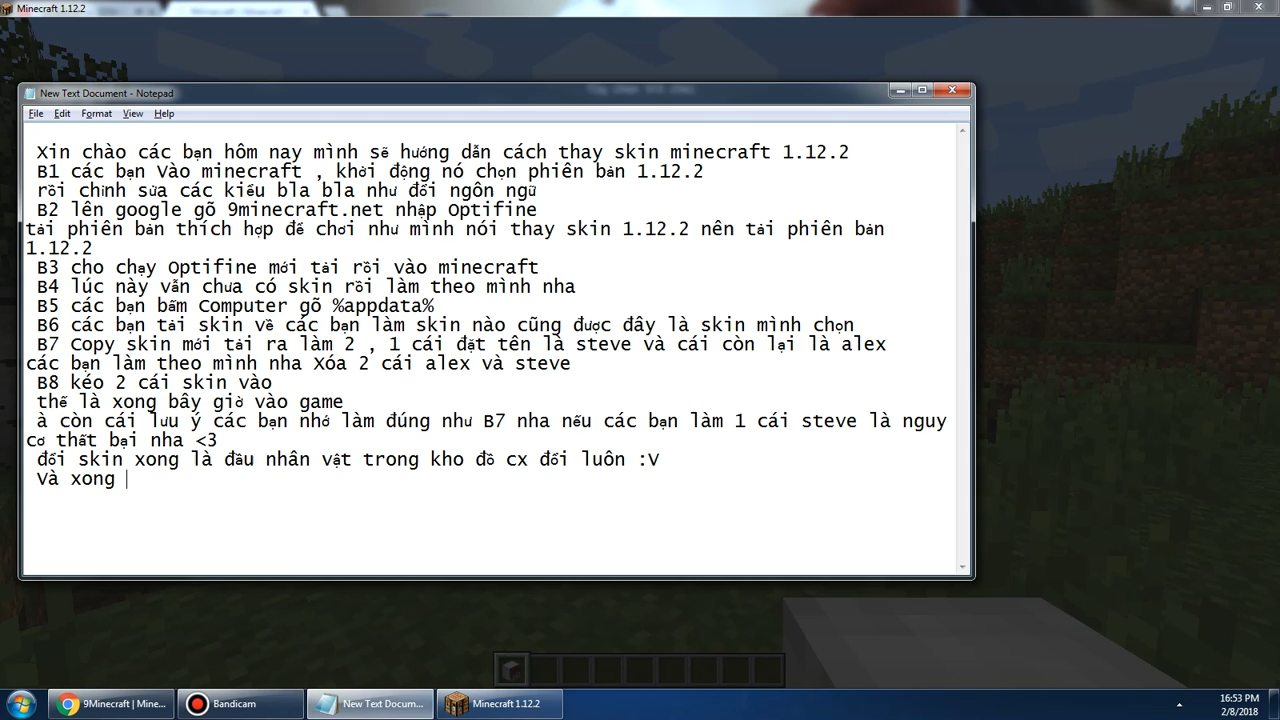 Minecraft 1.12.2
New Text Document - Notepad
File Edit Format View Help
Xin chào các bạn hôm nay mình sẽ hướng dẫn cách thay skin minecraft 1.12.2
B1 các bạn Vào minecraft , khởi động nó chọn phiên bản 1.12.2
rồi chỉnh sửa các kiểu bla bla như đổi ngôn ngữ
B2 lên google gõ 9minecraft.net nhập Optifine
tải phiên bản thích hợp để chơi như mình nói thay skin 1.12.2 nên tải phiên bản
1.12.2
B3 cho chạy Optifine mới tải rồi vào minecraft
B4 lúc này vẫn chưa có skin rồi làm theo mình nha
B5 các bạn bấm Computer gõ %appdata%
B6 các bạn tải skin về các bạn làm skin nào cũng được đây là skin mình chọn
B7 Copy skin mới tải ra làm 2 , 1 cái đặt tên là steve và cái còn lại là alex
các bạn làm theo mình nha Xóa 2 cái alex và steve
B8 kéo 2 cái skin vào
thế là xong bây giờ vào game
à còn cái lưu ý các bạn nhớ làm đúng như B7 nha nếu các bạn làm 1 cái steve là nguy
cơ thất bại nha <3
đổi skin xong là đầu nhân vật trong kho đồ cx đổi luôn :V
Và xong
9Minecraft | Mine... Bandicam New Text Docum... Minecraft 1.12.2
16:53 PM
2/8/2018